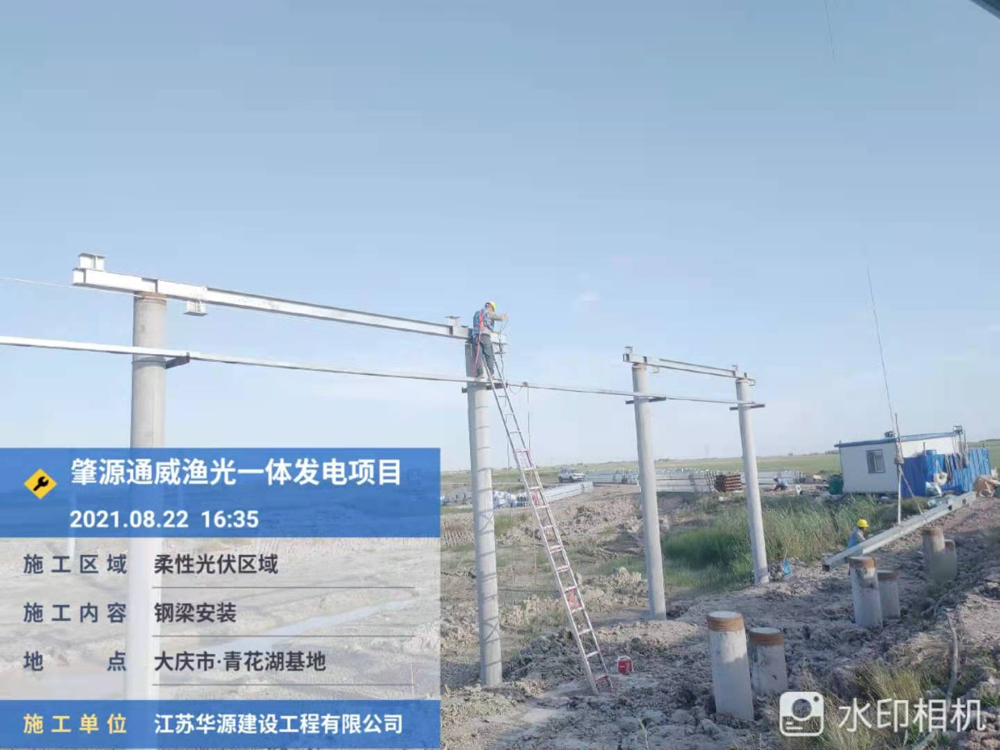 肇源通威渔光一体发电项目
2021.08.22 16:35
施工区域 柔性光伏区域
施工内容 钢梁安装
地点 大庆市·青花湖基地
施工单位 江苏华源建设工程有限公司
水印相机